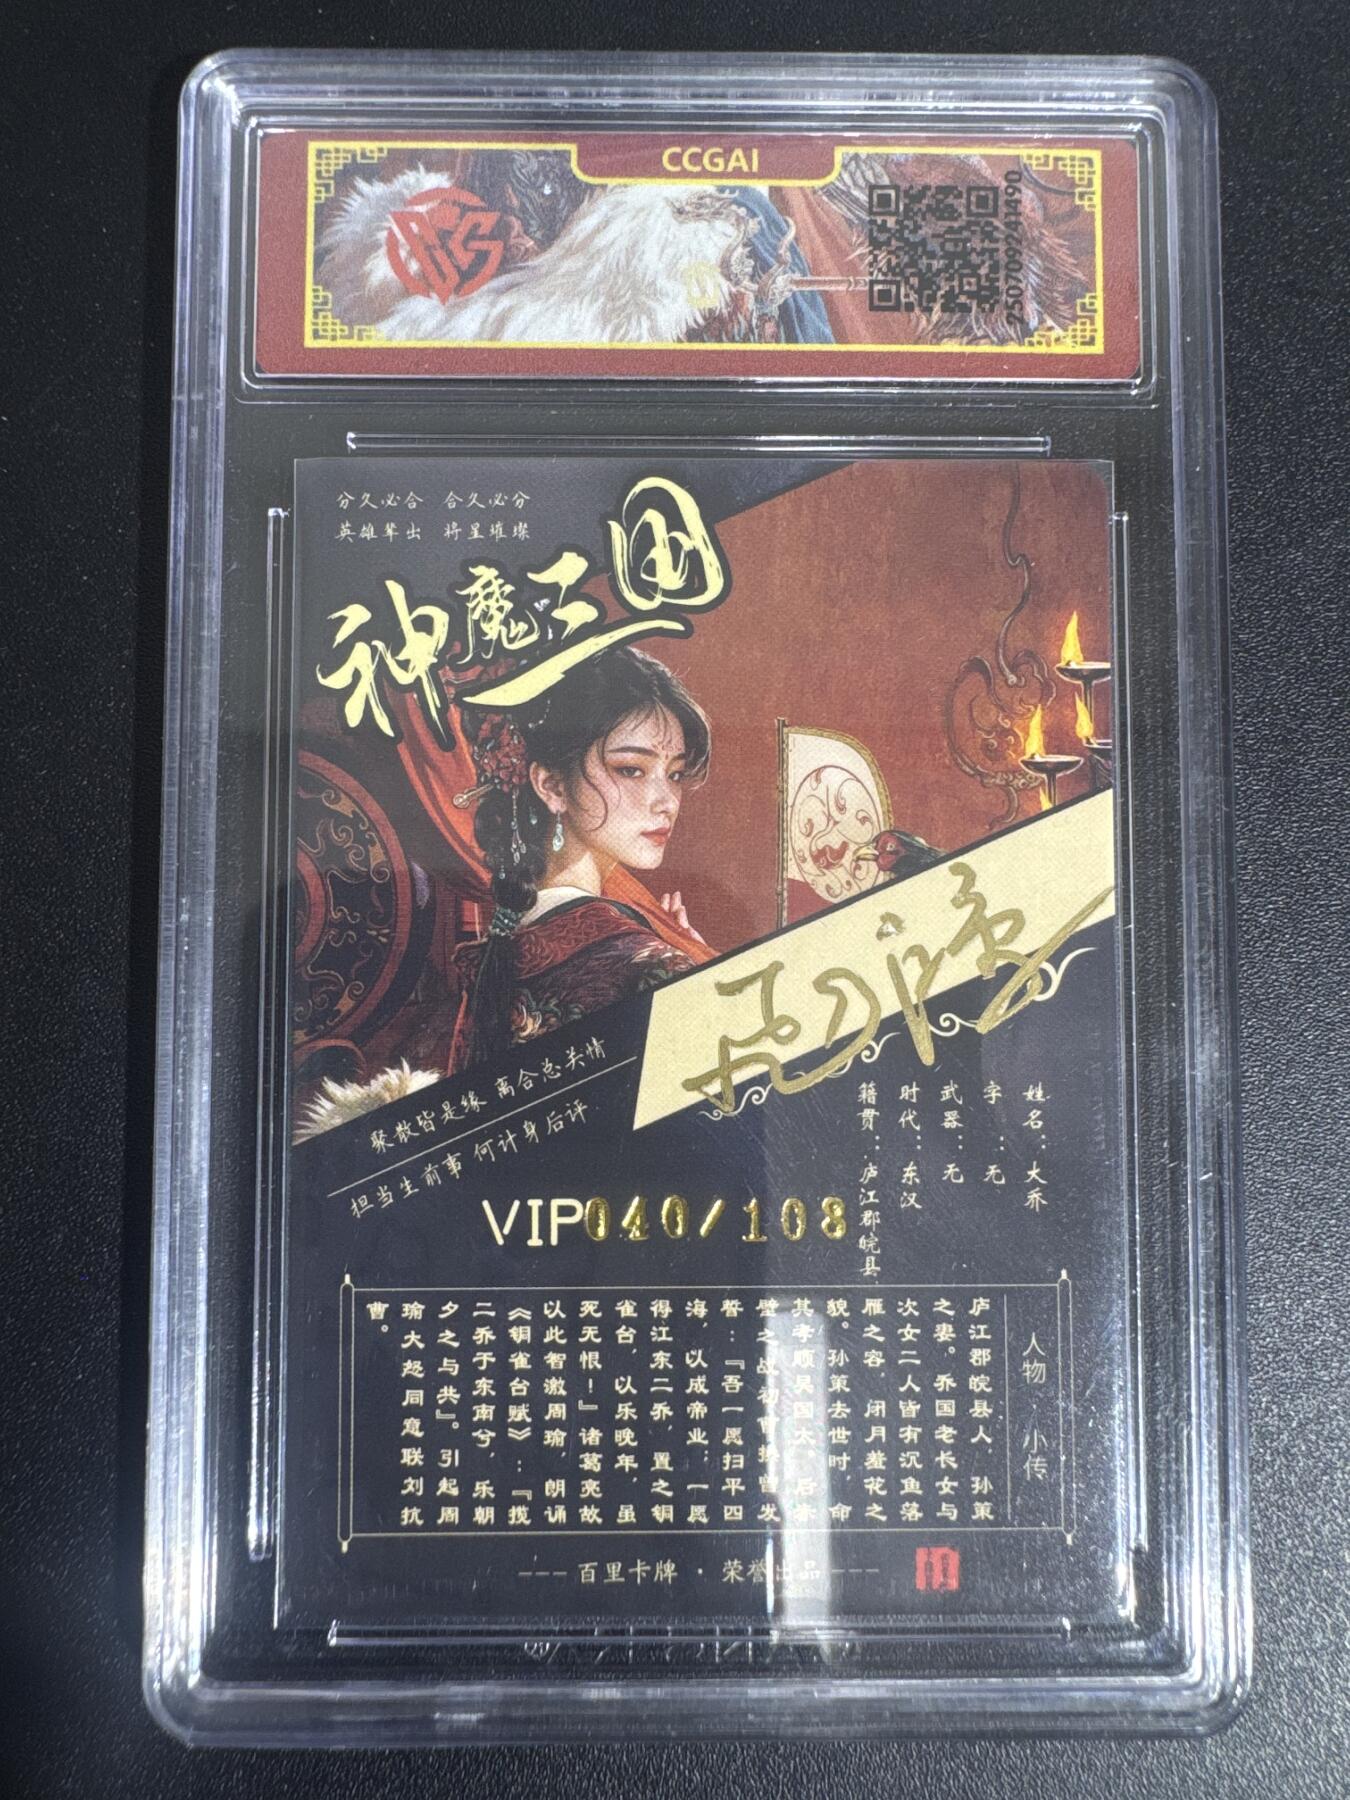 CCGAI
250709241490
分久必合 合久必分
英雄辈出 将星璀璨
神魔三国
聚散皆是缘 离合总关情
担当生前事 何计身后评
姓名：大乔
字：无
武器：无
时代：东汉
籍贯：庐江郡皖县
VIP040/108
人物 小传
庐江郡皖县人，孙策
之妻。乔国老长女与
次女二人皆有沉鱼落
雁之容，闭月羞花之
貌。孙策去世时，命
其孝顺吴国太。后赤
壁之战初曹操曾发
誓：『吾一愿扫平四
海，以成帝业，一愿
得江东二乔，置之铜
雀台，以乐晚年，虽
死无恨！』诸葛亮故
以此智激周瑜，朗诵
《铜雀台赋》：『揽
二乔于东南兮，乐朝
夕之与共』。引起周
瑜大怒同意联刘抗
曹。
--- 百里卡牌 · 荣誉出品 ---